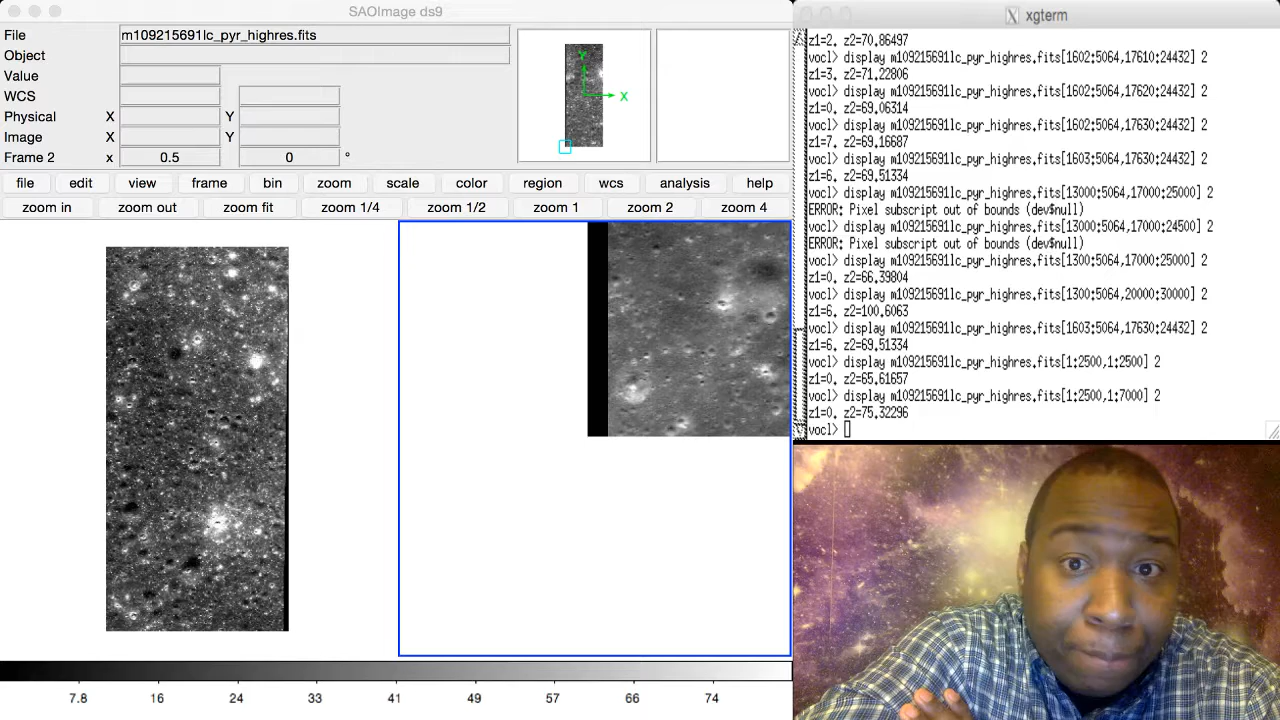 SAOImage ds9
File m109215691lc_pyr_highres.fits
Object
Value
WCS
Physical X Y
Image X Y
Frame 2 x 0.5 0 °
Y
X
file edit view frame bin zoom scale color region wcs analysis help
zoom in zoom out zoom fit zoom 1/4 zoom 1/2 zoom 1 zoom 2 zoom 4
7.8 16 24 33 41 49 57 66 74
X xgterm
z1=2. z2=70.86497
vocl> display m109215691lc_pyr_highres.fits[1602:5064,17610:24432] 2
z1=3. z2=71.22806
vocl> display m109215691lc_pyr_highres.fits[1602:5064,17620:24432] 2
z1=0. z2=69.06314
vocl> display m109215691lc_pyr_highres.fits[1602:5064,17630:24432] 2
z1=7. z2=69.16687
vocl> display m109215691lc_pyr_highres.fits[1603:5064,17630:24432] 2
z1=6. z2=69.51334
vocl> display m109215691lc_pyr_highres.fits[13000:5064,17000:25000] 2
ERROR: Pixel subscript out of bounds (dev$null)
vocl> display m109215691lc_pyr_highres.fits[13000:5064,17000:24500] 2
ERROR: Pixel subscript out of bounds (dev$null)
vocl> display m109215691lc_pyr_highres.fits[1300:5064,17000:25000] 2
z1=0. z2=66.39804
vocl> display m109215691lc_pyr_highres.fits[1300:5064,20000:30000] 2
z1=6. z2=100.6063
vocl> display m109215691lc_pyr_highres.fits[1603:5064,17630:24432] 2
z1=6. z2=69.51334
vocl> display m109215691lc_pyr_highres.fits[1:2500,1:2500] 2
z1=0. z2=65.61657
vocl> display m109215691lc_pyr_highres.fits[1:2500,1:7000] 2
z1=0. z2=75.32296
vocl>